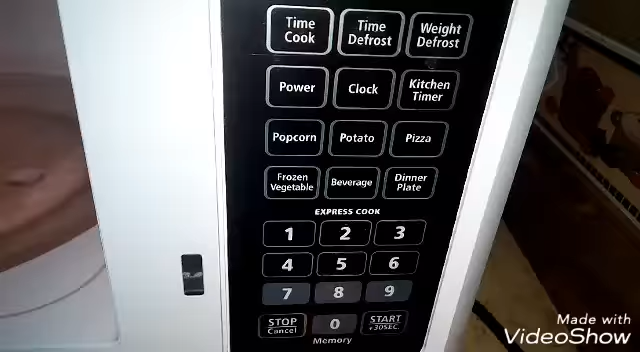 Time Cook
Time Defrost
Weight Defrost
Power
Clock
Kitchen Timer
Popcorn
Potato
Pizza
Frozen Vegetable
Beverage
Dinner Plate
EXPRESS COOK
1 2 3
4 5 6
7 8 9
STOP Cancel
0
START +30SEC.
Memory
Made with
VideoShow